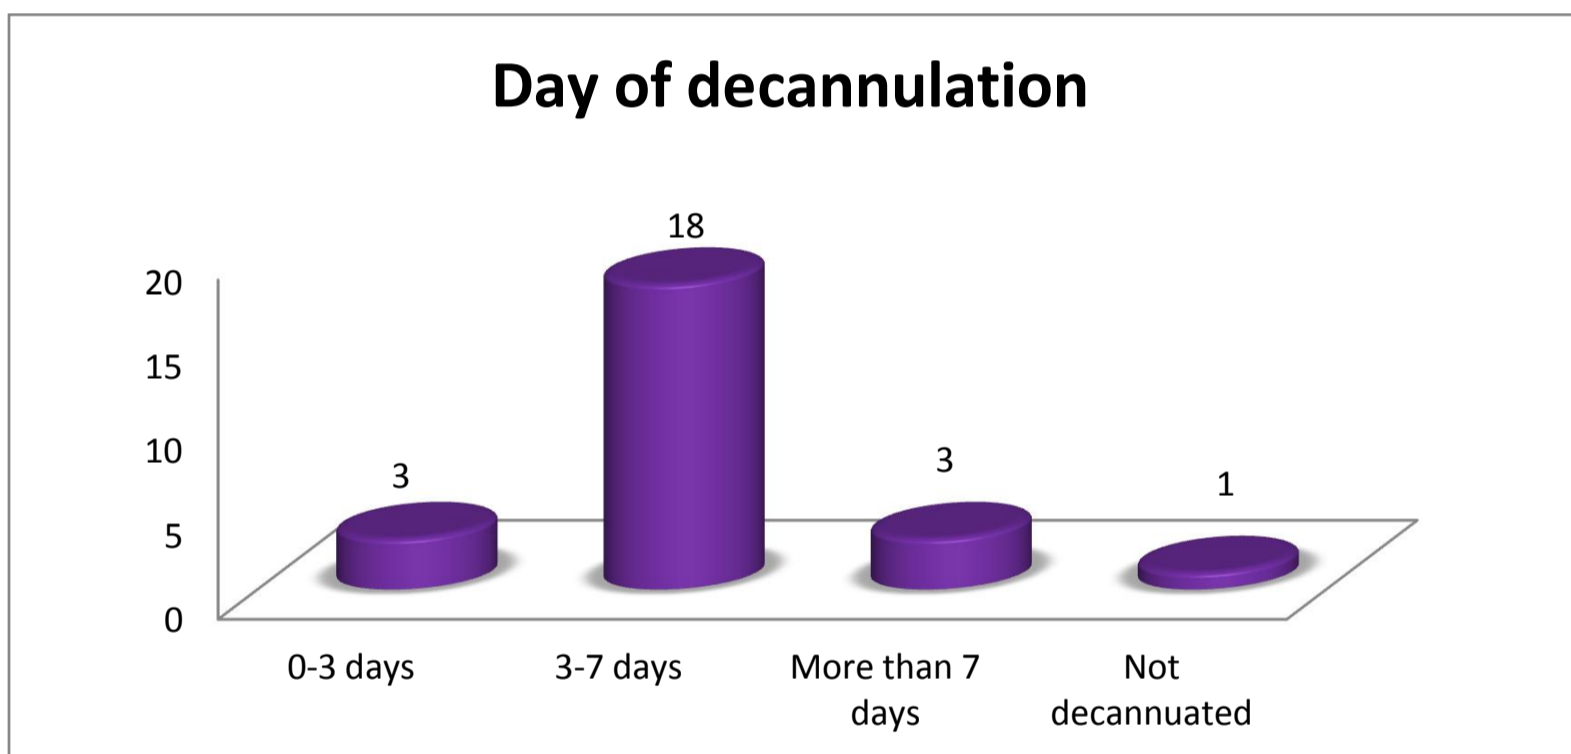 Day of decannulation
18
20
15
10
5
0
3
3
1
0-3 days
3-7 days
More than 7
days
Not
decannuated